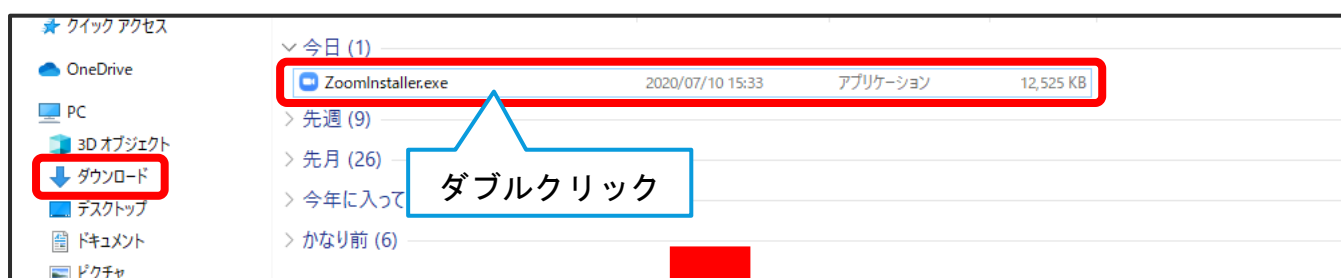 クイック アクセス
OneDrive
PC
3D オブジェクト
ダウンロード
デスクトップ
ドキュメント
ピクチャ
今日 (1)
ZoomInstaller.exe 2020/07/10 15:33 アプリケーション 12,525 KB
先週 (9)
先月 (26)
今年に入って
かなり前 (6)
ダブルクリック